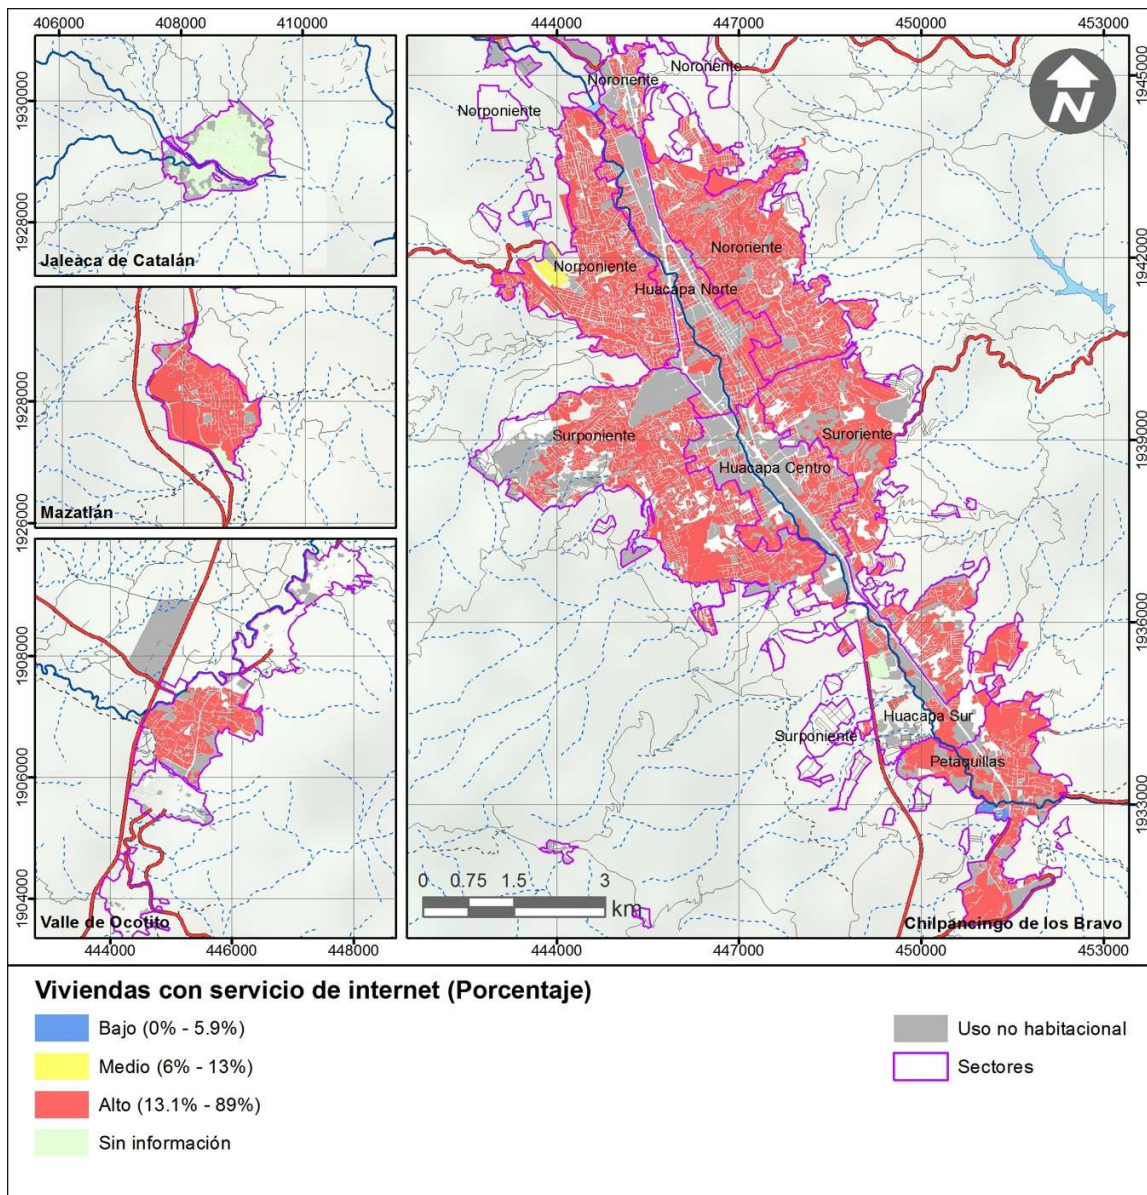 406000 408000 410000
444000 447000 450000 453000
1930000
1928000
Jaleaca de Catalán
1928000
1926000
Mazatlán
1908000
1906000
1904000
Valle de Ocotito
444000 446000 448000
Nororiente
Nororiente
Norponiente
Nororiente
Norponiente
Huacapa Norte
Surponiente
Suroriente
Huacapa Centro
Huacapa Sur
Surponiente
Petaquillas
N
1945000
1942000
1939000
1936000
1933000
0 0.75 1.5 3
km
Chilpancingo de los Bravo
444000 447000 450000 453000
Viviendas con servicio de internet (Porcentaje)
Bajo (0% - 5.9%)
Medio (6% - 13%)
Alto (13.1% - 89%)
Sin información
Uso no habitacional
Sectores